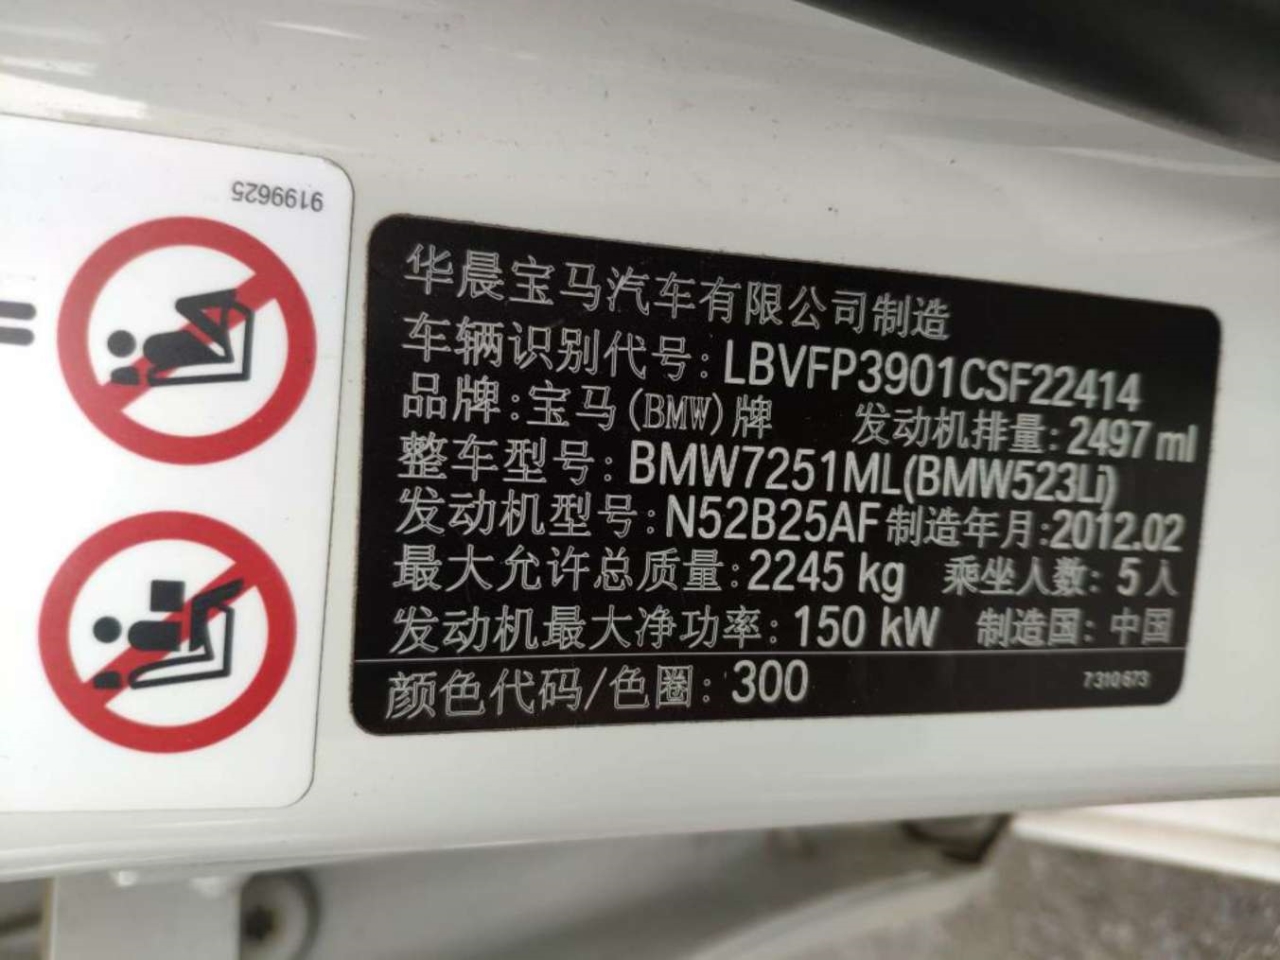 9199625
华晨宝马汽车有限公司制造
车辆识别代号: LBVFP3901CSF22414
品牌: 宝马(BMW)牌 发动机排量: 2497 ml
整车型号: BMW7251ML(BMW523Li)
发动机型号: N52B25AF 制造年月: 2012.02
最大允许总质量: 2245 kg 乘坐人数: 5人
发动机最大净功率: 150 kW 制造国: 中国
颜色代码/色圈: 300 7310673